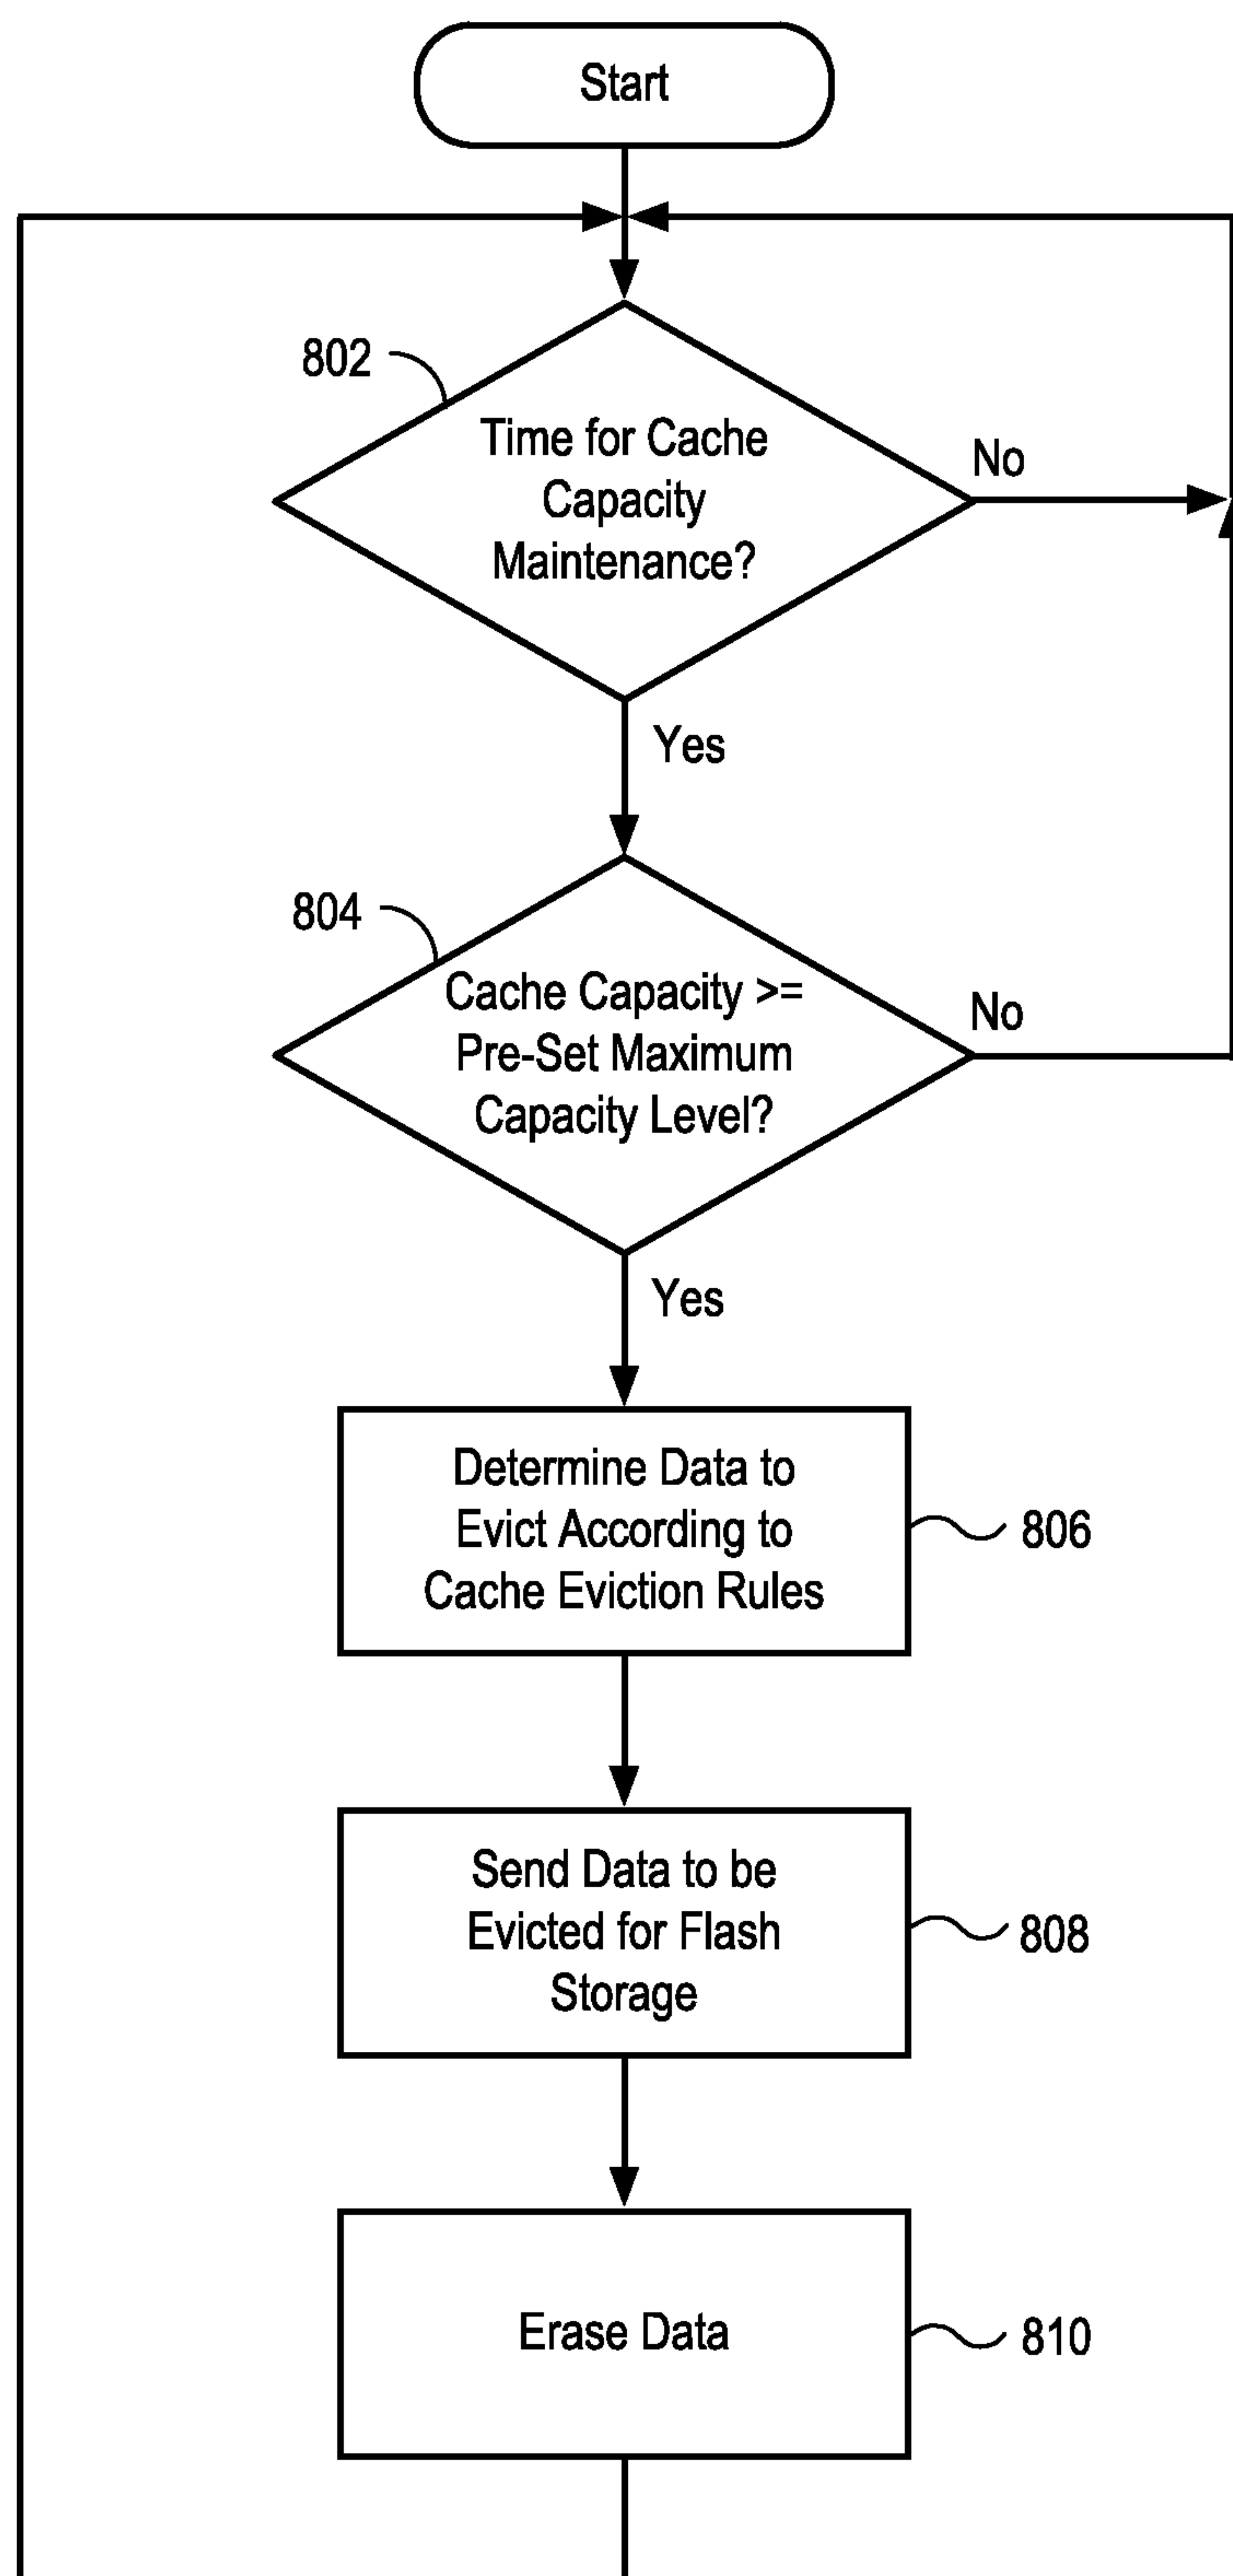 Start
802
Time for Cache
Capacity
Maintenance?
No
Yes
804
Cache Capacity >=
Pre-Set Maximum
Capacity Level?
No
Yes
Determine Data to
Evict According to
Cache Eviction Rules
806
Send Data to be
Evicted for Flash
Storage
808
Erase Data
810